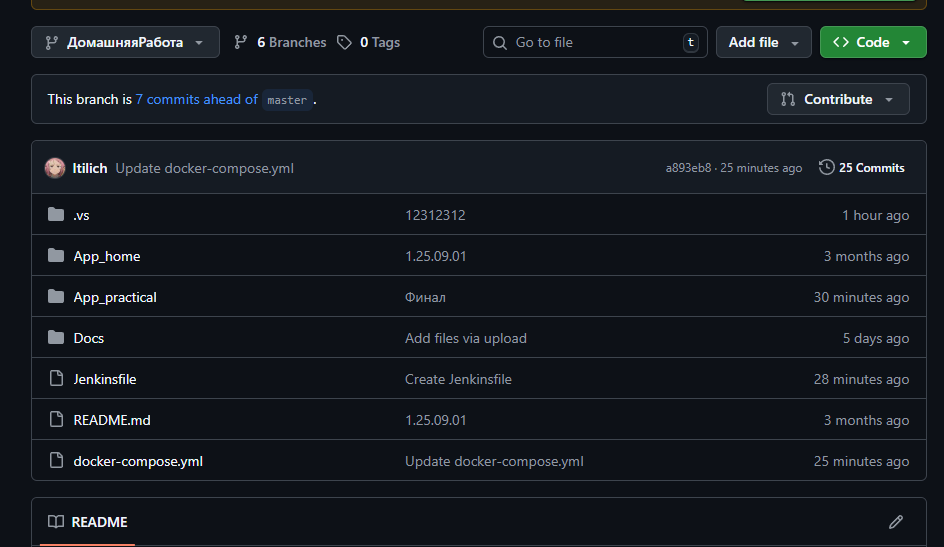 ДомашняяРабота 6 Branches 0 Tags Go to file t Add file Code
This branch is 7 commits ahead of master .
Contribute
ltilich Update docker-compose.yml a893eb8 · 25 minutes ago 25 Commits
.vs 12312312 1 hour ago
App_home 1.25.09.01 3 months ago
App_practical Финал 30 minutes ago
Docs Add files via upload 5 days ago
Jenkinsfile Create Jenkinsfile 28 minutes ago
README.md 1.25.09.01 3 months ago
docker-compose.yml Update docker-compose.yml 25 minutes ago
README